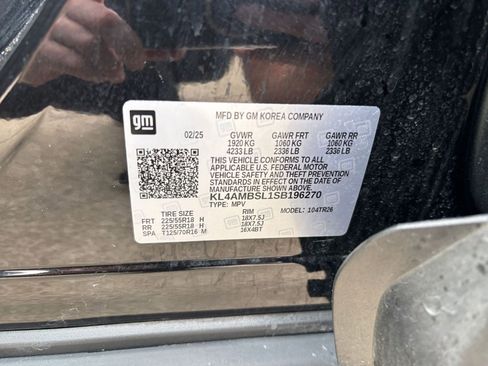 gm
MFD BY GM KOREA COMPANY
02/25 GVWR GAWR FRT GAWR RR
1920 KG 1060 KG 1060 KG
4233 LB 2336 LB 2336 LB
THIS VEHICLE CONFORMS TO ALL
APPLICABLE U.S. FEDERAL MOTOR
VEHICLE SAFETY AND THEFT PREVENTION
STANDARDS IN EFFECT ON THE DATE OF
MANUFACTURE SHOWN ABOVE.
KL4AMBSL1SB196270
TYPE: MPV
TIRE SIZE RIM MODEL: 104TR26
FRT 225/55R18 H 18X7.5J
RR 225/55R18 H 18X7.5J
SPA T125/70R16 M 16X4BT